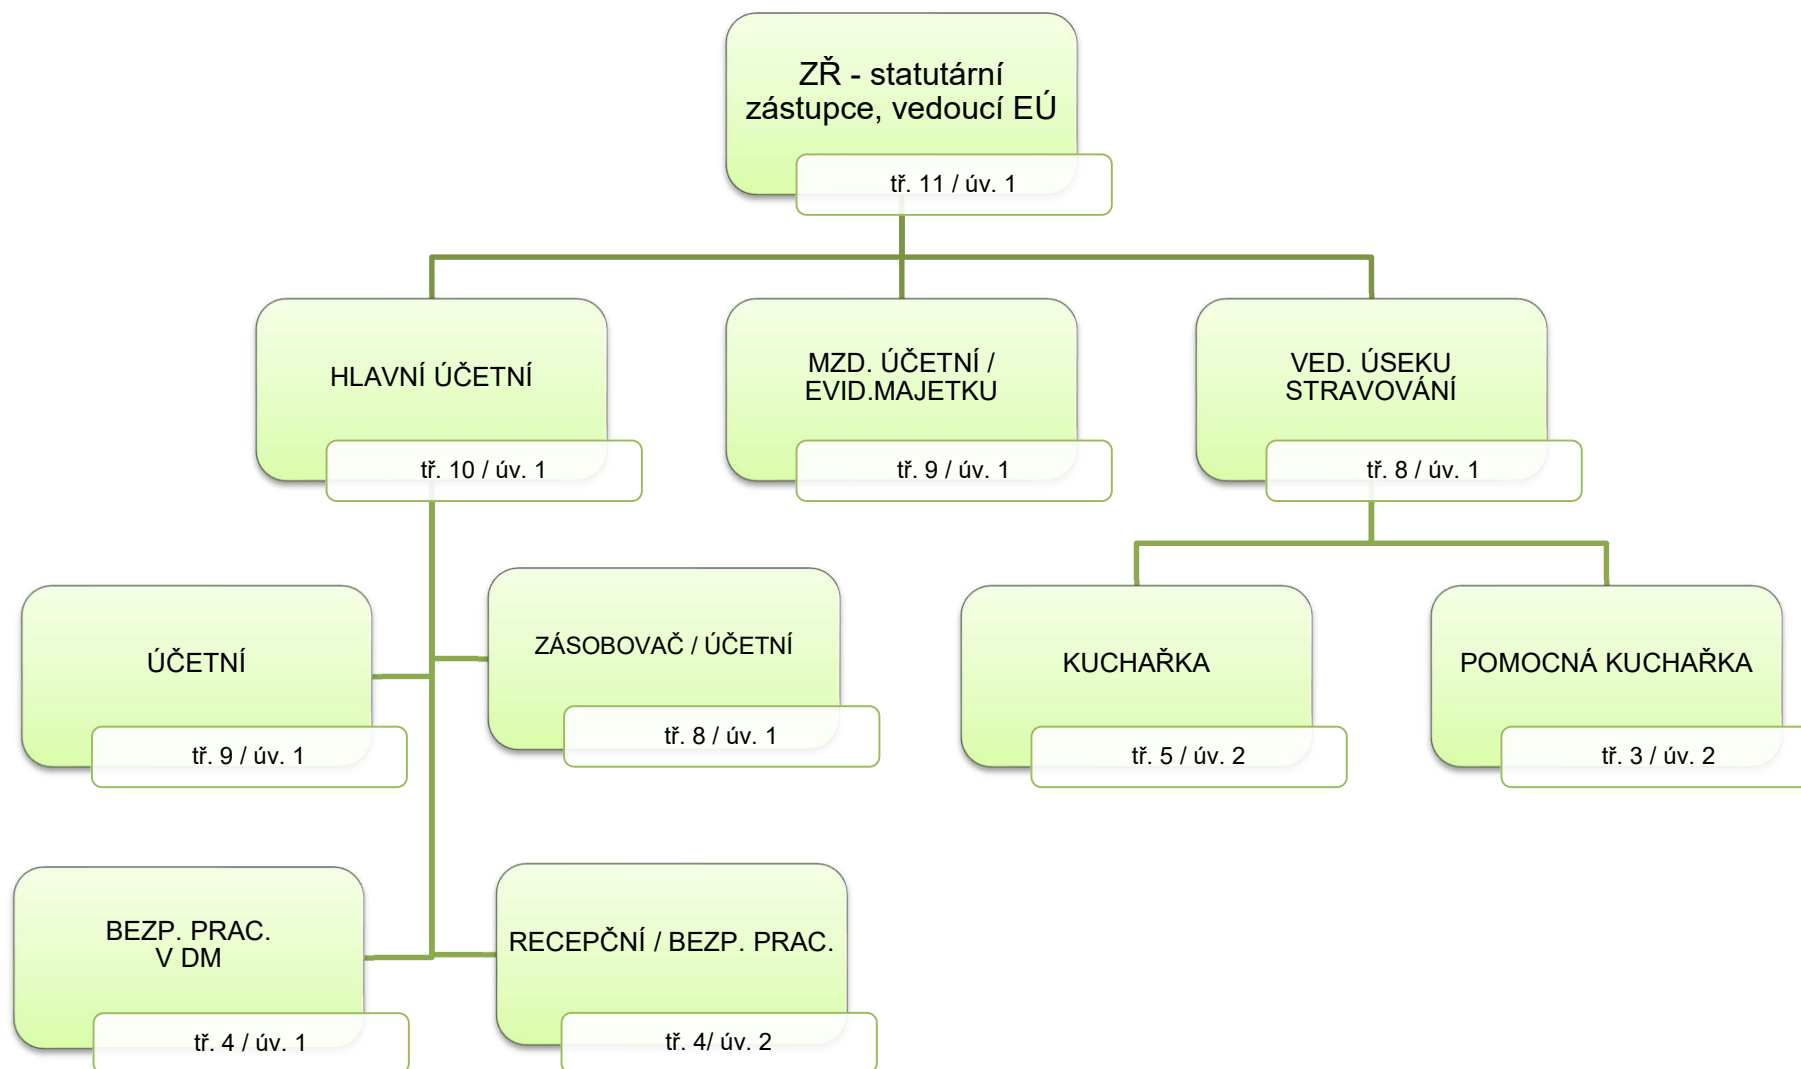 ZŘ - statutární
zástupce, vedoucí EÚ
tř. 11 / úv. 1
HLAVNÍ ÚČETNÍ
tř. 10 / úv. 1
MZD. ÚČETNÍ /
EVID.MAJETKU
tř. 9 / úv. 1
VED. ÚSEKU
STRAVOVÁNÍ
tř. 8 / úv. 1
ÚČETNÍ
tř. 9 / úv. 1
ZÁSOBOVAČ / ÚČETNÍ
tř. 8 / úv. 1
KUCHAŘKA
tř. 5 / úv. 2
POMOCNÁ KUCHAŘKA
tř. 3 / úv. 2
BEZP. PRAC.
V DM
tř. 4 / úv. 1
RECEPČNÍ / BEZP. PRAC.
tř. 4/ úv. 2